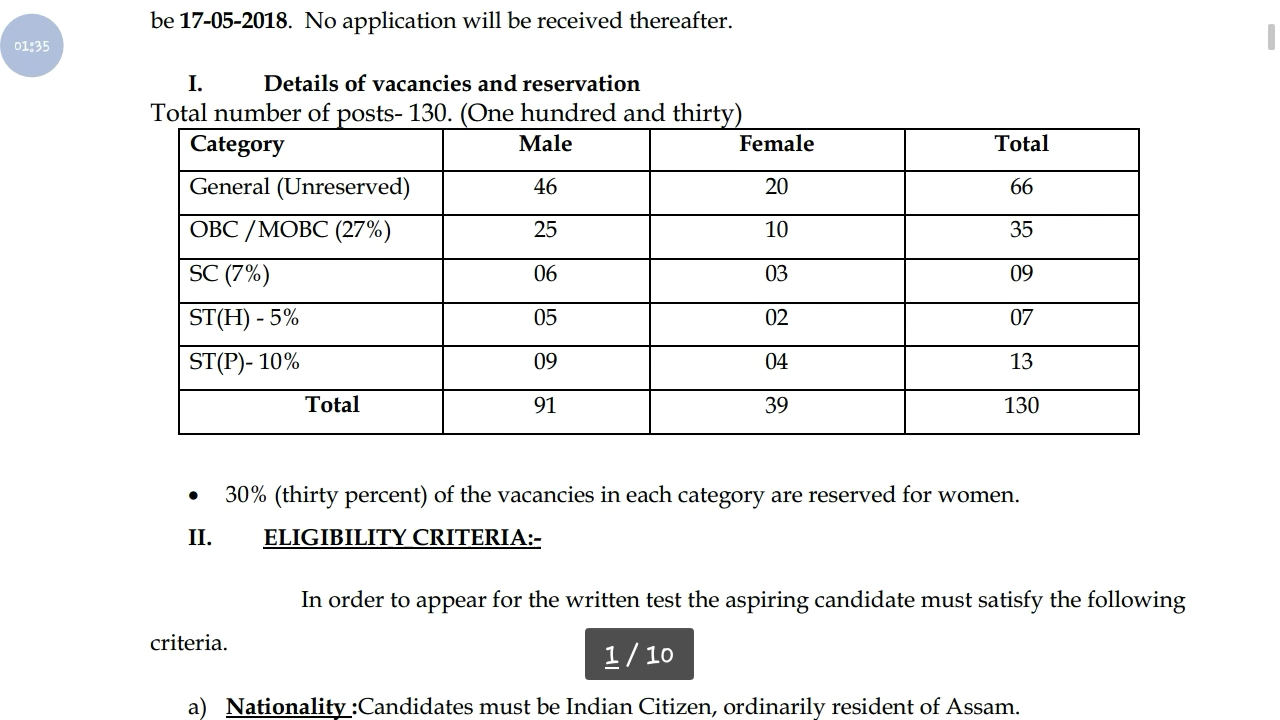 be 17-05-2018. No application will be received thereafter.
01:35
I. Details of vacancies and reservation
Total number of posts- 130. (One hundred and thirty)
Category Male Female Total
General (Unreserved) 46 20 66
OBC / MOBC (27%) 25 10 35
SC (7%) 06 03 09
ST(H) - 5% 05 02 07
ST(P)- 10% 09 04 13
Total 91 39 130
• 30% (thirty percent) of the vacancies in each category are reserved for women.
II. ELIGIBILITY CRITERIA:-
In order to appear for the written test the aspiring candidate must satisfy the following
criteria.
1 / 10
a) Nationality :Candidates must be Indian Citizen, ordinarily resident of Assam.